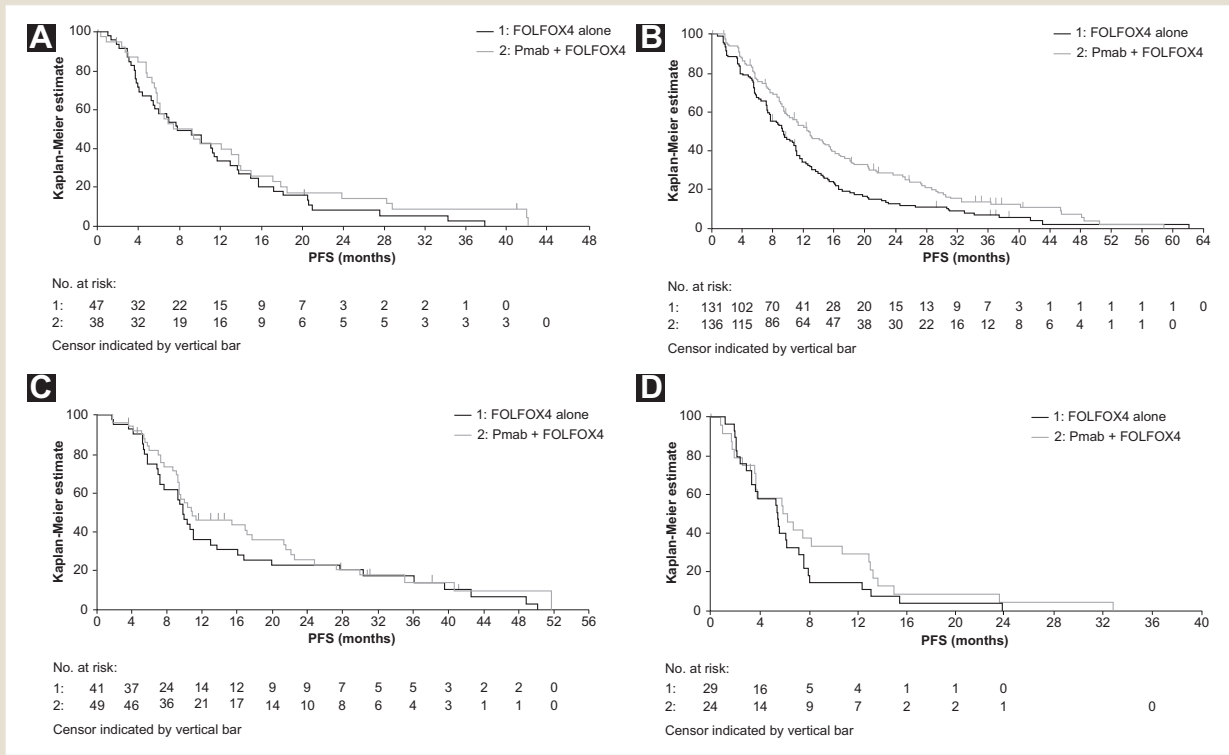 A
1: FOLFOX4 alone
2: Pmab + FOLFOX4
Kaplan-Meier estimate
100
80
60
40
20
0
0 4 8 12 16 20 24 28 32 36 40 44 48
PFS (months)
No. at risk:
1: 47 32 22 15 9 7 3 2 2 1 0
2: 38 32 19 16 9 6 5 5 3 3 3 0
Censor indicated by vertical bar
B
1: FOLFOX4 alone
2: Pmab + FOLFOX4
Kaplan-Meier estimate
100
80
60
40
20
0
0 4 8 12 16 20 24 28 32 36 40 44 48 52 56 60 64
PFS (months)
No. at risk:
1: 131 102 70 41 28 20 15 13 9 7 3 1 1 1 1 1 0
2: 136 115 86 64 47 38 30 22 16 12 8 6 4 1 1 0
Censor indicated by vertical bar
C
1: FOLFOX4 alone
2: Pmab + FOLFOX4
Kaplan-Meier estimate
100
80
60
40
20
0
0 4 8 12 16 20 24 28 32 36 40 44 48 52 56
PFS (months)
No. at risk:
1: 41 37 24 14 12 9 9 7 5 5 3 2 2 0
2: 49 46 36 21 17 14 10 8 6 4 3 1 1 0
Censor indicated by vertical bar
D
1: FOLFOX4 alone
2: Pmab + FOLFOX4
Kaplan-Meier estimate
100
80
60
40
20
0
0 4 8 12 16 20 24 28 32 36 40
PFS (months)
No. at risk:
1: 29 16 5 4 1 1 0
2: 24 14 9 7 2 2 1 0
Censor indicated by vertical bar